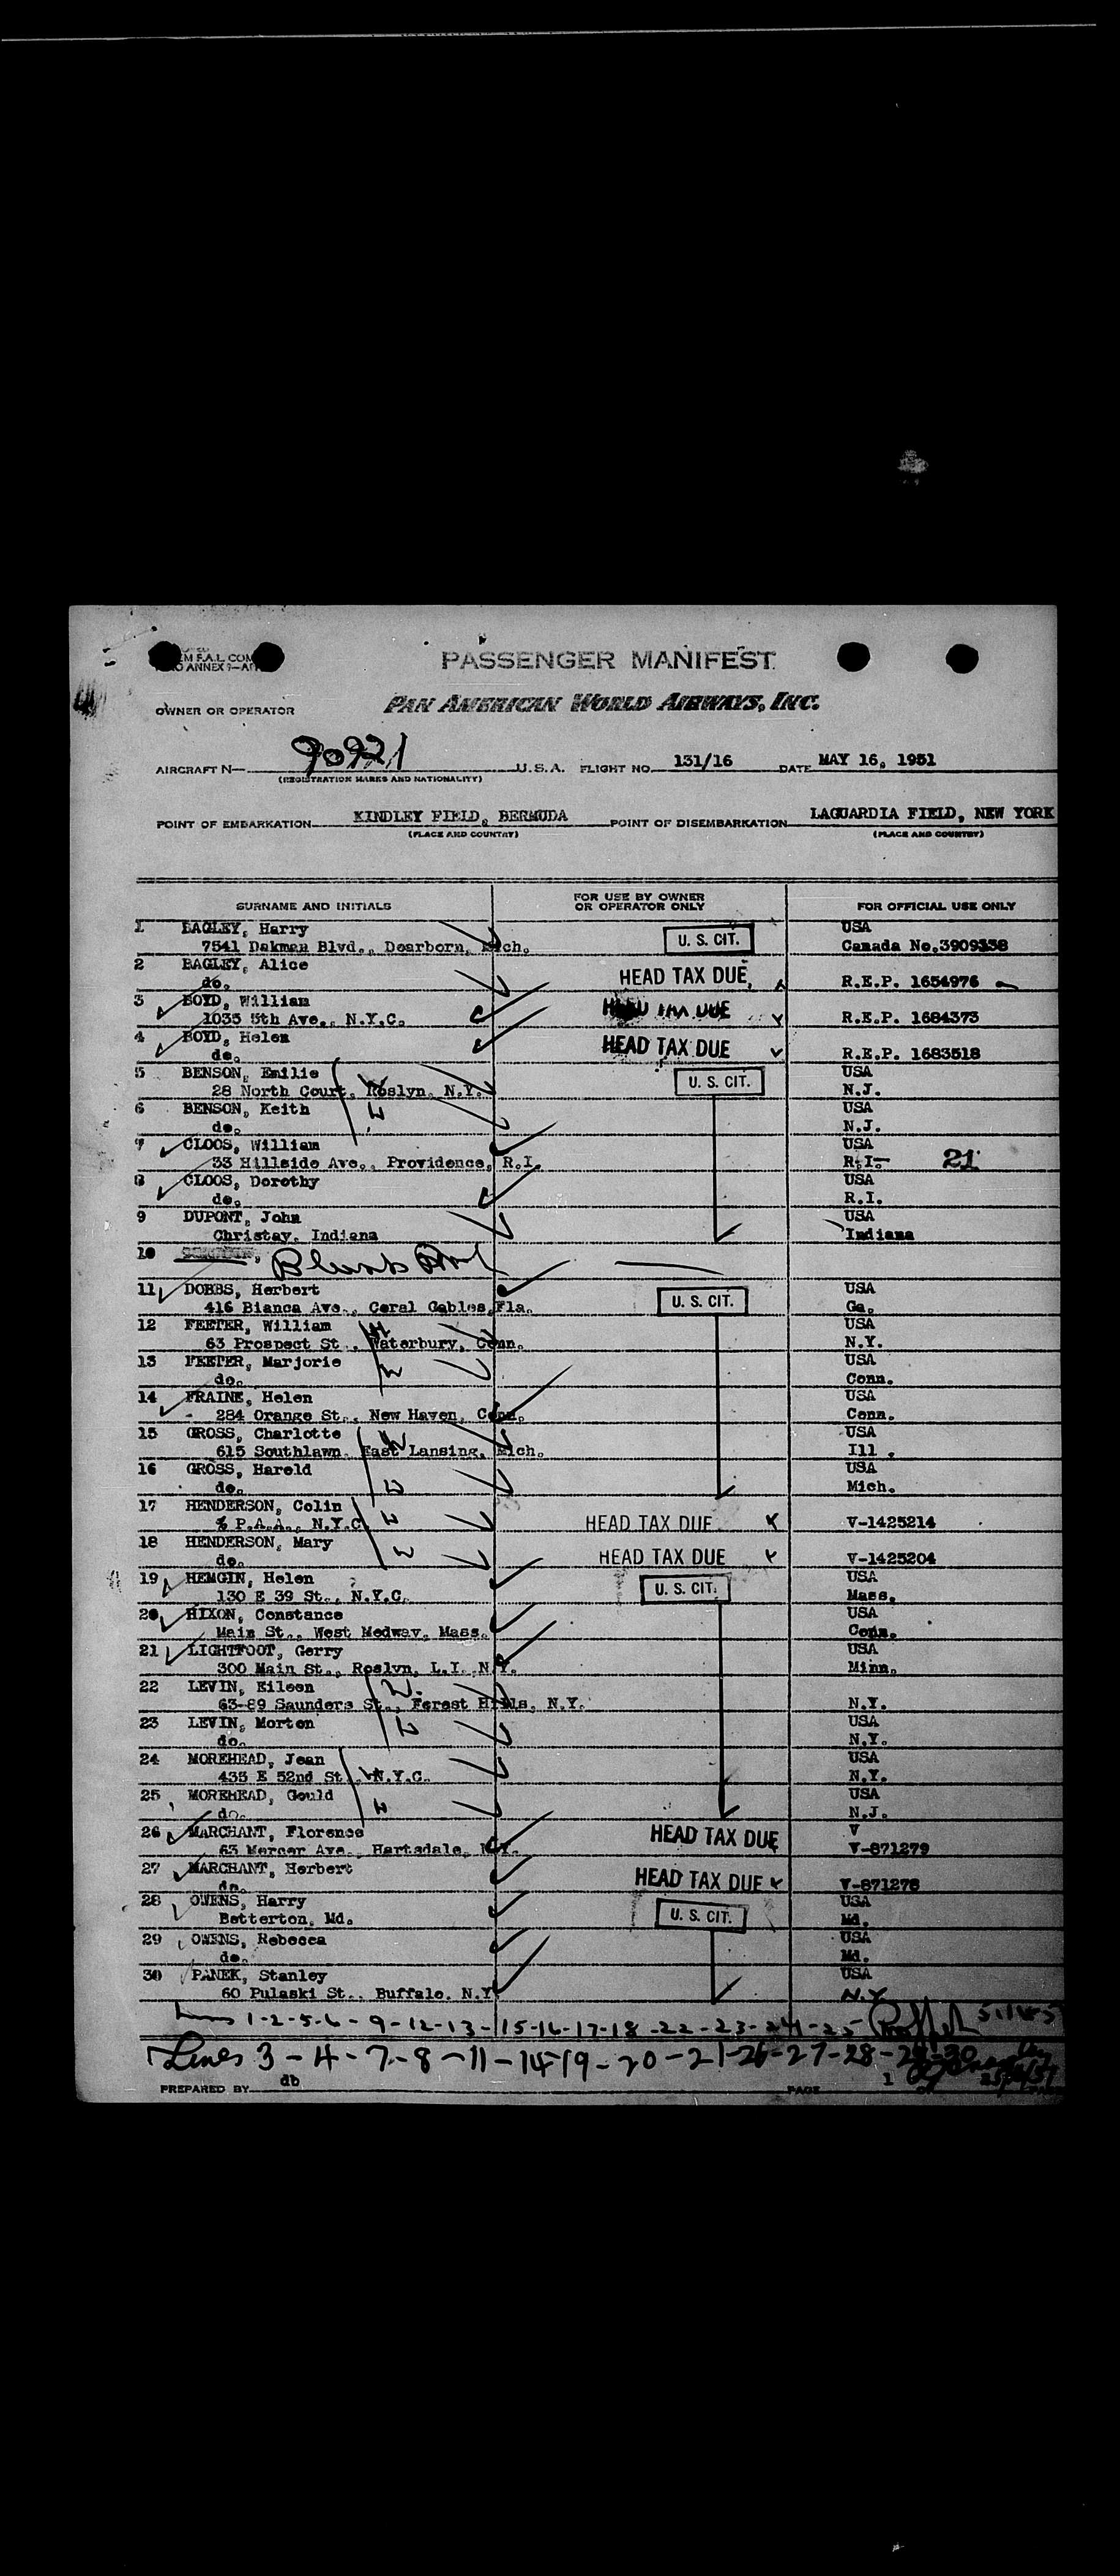 PASSENGER MANIFEST
PAN AMERICAN WORLD AIRWAYS, INC.
OWNER OR OPERATOR
AIRCRAFT N— 90921 U.S.A. FLIGHT NO. 131/16 DATE MAY 16, 1951
(REGISTRATION MARKS AND NATIONALITY)
POINT OF EMBARKATION KINDLEY FIELD, BERMUDA POINT OF DISEMBARKATION LAGUARDIA FIELD, NEW YORK
(PLACE AND COUNTRY) (PLACE AND COUNTRY)
SURNAME AND INITIALS FOR USE BY OWNER OR OPERATOR ONLY FOR OFFICIAL USE ONLY
1 BAGLEY, Harry U. S. CIT. USA
7541 Dakman Blvd., Dearborn, Mich. Canada No.3909338
2 BAGLEY, Alice HEAD TAX DUE
do. R.E.P. 1654976
3 BOYD, William HEAD TAX DUE
1035 5th Ave., N.Y.C. R.E.P. 1684373
4 BOYD, Helen HEAD TAX DUE
do. R.E.P. 1683518
5 BENSON, Emilie U. S. CIT. USA
28 North Court, Roslyn, N.Y. N.J.
6 BENSON, Keith USA
do. N.J.
7 CLOOS, William USA
33 Hillside Ave., Providence, R.I. R.I. 21
8 CLOOS, Dorothy USA
do. R.I.
9 DUPONT, John USA
Christay, Indiana Indiana
10 Blank
11 DOBBS, Herbert U. S. CIT. USA
416 Bianca Ave., Coral Gables, Fla. Ga.
12 FEETER, William USA
63 Prospect St., Waterbury, Conn. N.Y.
13 FEETER, Marjorie USA
do. Conn.
14 FRAINE, Helen USA
284 Orange St., New Haven, Conn. Conn.
15 GROSS, Charlotte USA
615 Southlawn, East Lansing, Mich. Ill .
16 GROSS, Harold USA
do. Mich.
17 HENDERSON, Colin
% P.A.A., N.Y.C. HEAD TAX DUE V-1425214
18 HENDERSON, Mary
do. HEAD TAX DUE V-1425204
19 HEMGIN, Helen U. S. CIT. USA
130 E 39 St., N.Y.C. Mass.
20 HIXON, Constance USA
Main St., West Medway, Mass. Conn.
21 LIGHTFOOT, Gerry USA
300 Main St., Roslyn, L.I. N.Y. Minn.
22 LEVIN, Eileen
63-89 Saunders St., Forest Hills, N.Y. N.Y.
23 LEVIN, Morton USA
do. N.Y.
24 MOREHEAD, Jean USA
435 E 52nd St., N.Y.C. N.Y.
25 MOREHEAD, Gould USA
do. N.J.
26 MARCHANT, Florence HEAD TAX DUE V
63 Mercer Ave., Hartsdale, N.Y. V-871279
27 MARCHANT, Herbert HEAD TAX DUE
do. V-871278
28 OWENS, Harry U. S. CIT. USA
Betterton, Md. Md.
29 OWENS, Rebecca USA
do. Md.
30 PANEK, Stanley USA
60 Pulaski St., Buffalo, N.Y. N.Y
1-2-5-6-9-12-13-15-16-17-18-22-23-24-25
Lines 3-4-7-8-11-14-19-20-21-26-27-28-29-30
PREPARED BY db PAGE 1